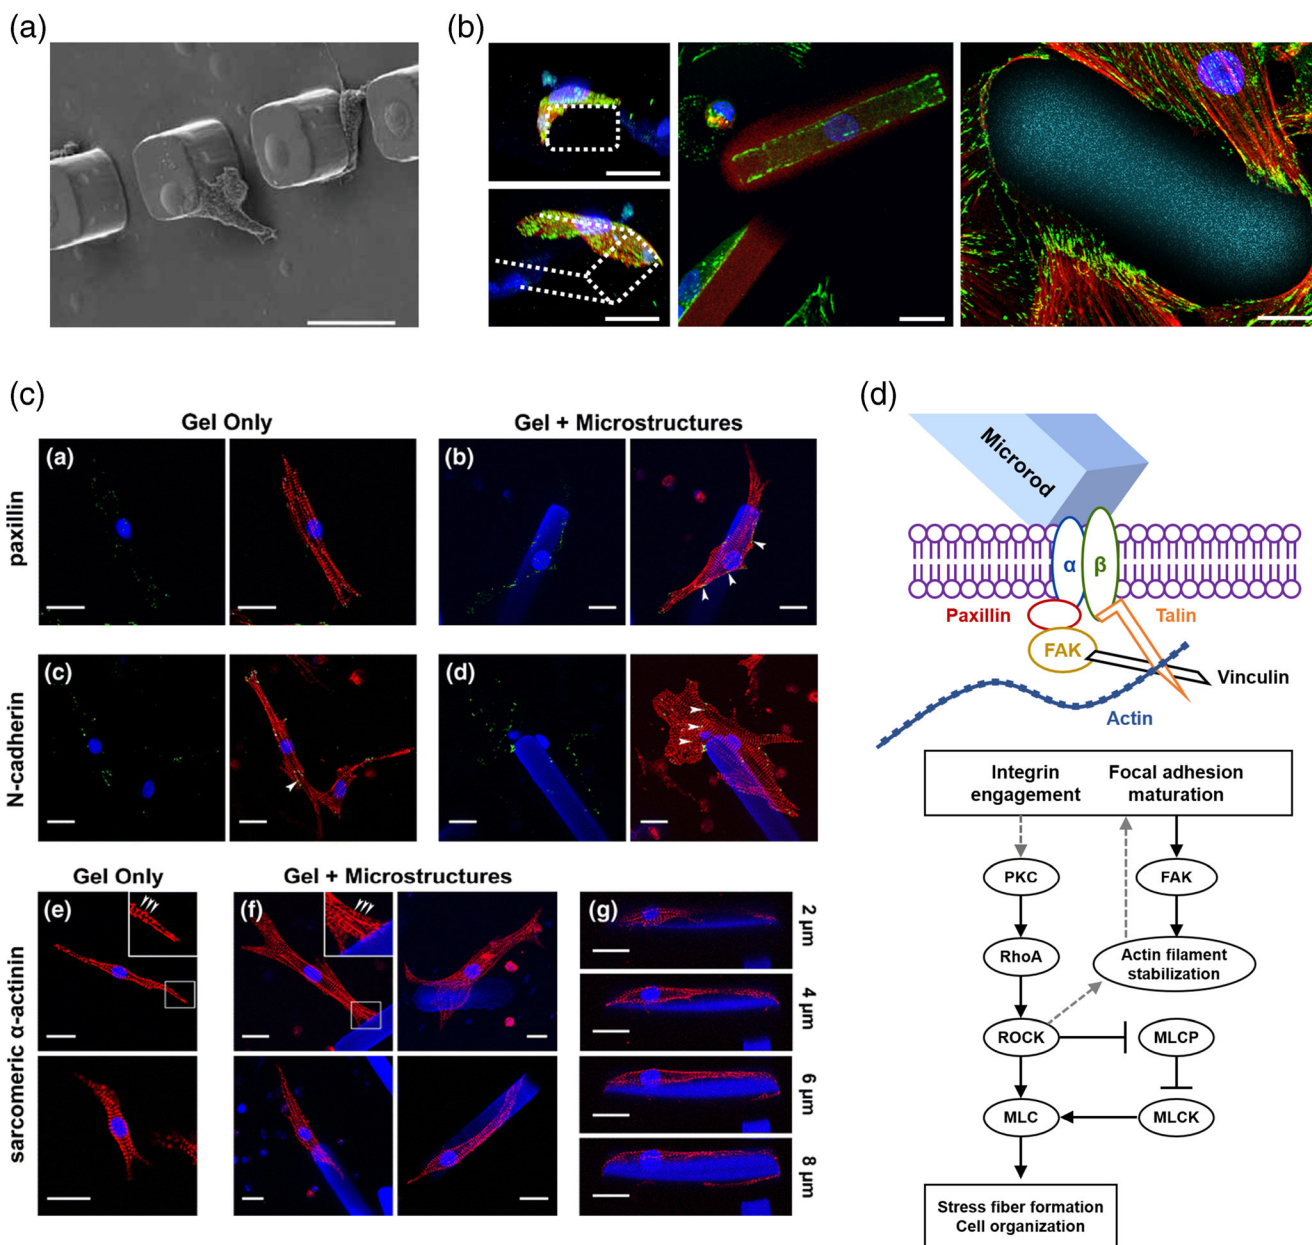 (a)
(b)
(c)
Gel Only
Gel + Microstructures
paxillin
(a)
(b)
N-cadherin
(c)
(d)
Gel Only
Gel + Microstructures
sarcomeric α-actinin
(e)
(f)
(g)
2 μm
4 μm
6 μm
8 μm
(d)
Microrod
α
β
Paxillin
Talin
FAK
Vinculin
Actin
Integrin
engagement
Focal adhesion
maturation
PKC
FAK
RhoA
Actin filament
stabilization
ROCK
MLCP
MLC
MLCK
Stress fiber formation
Cell organization